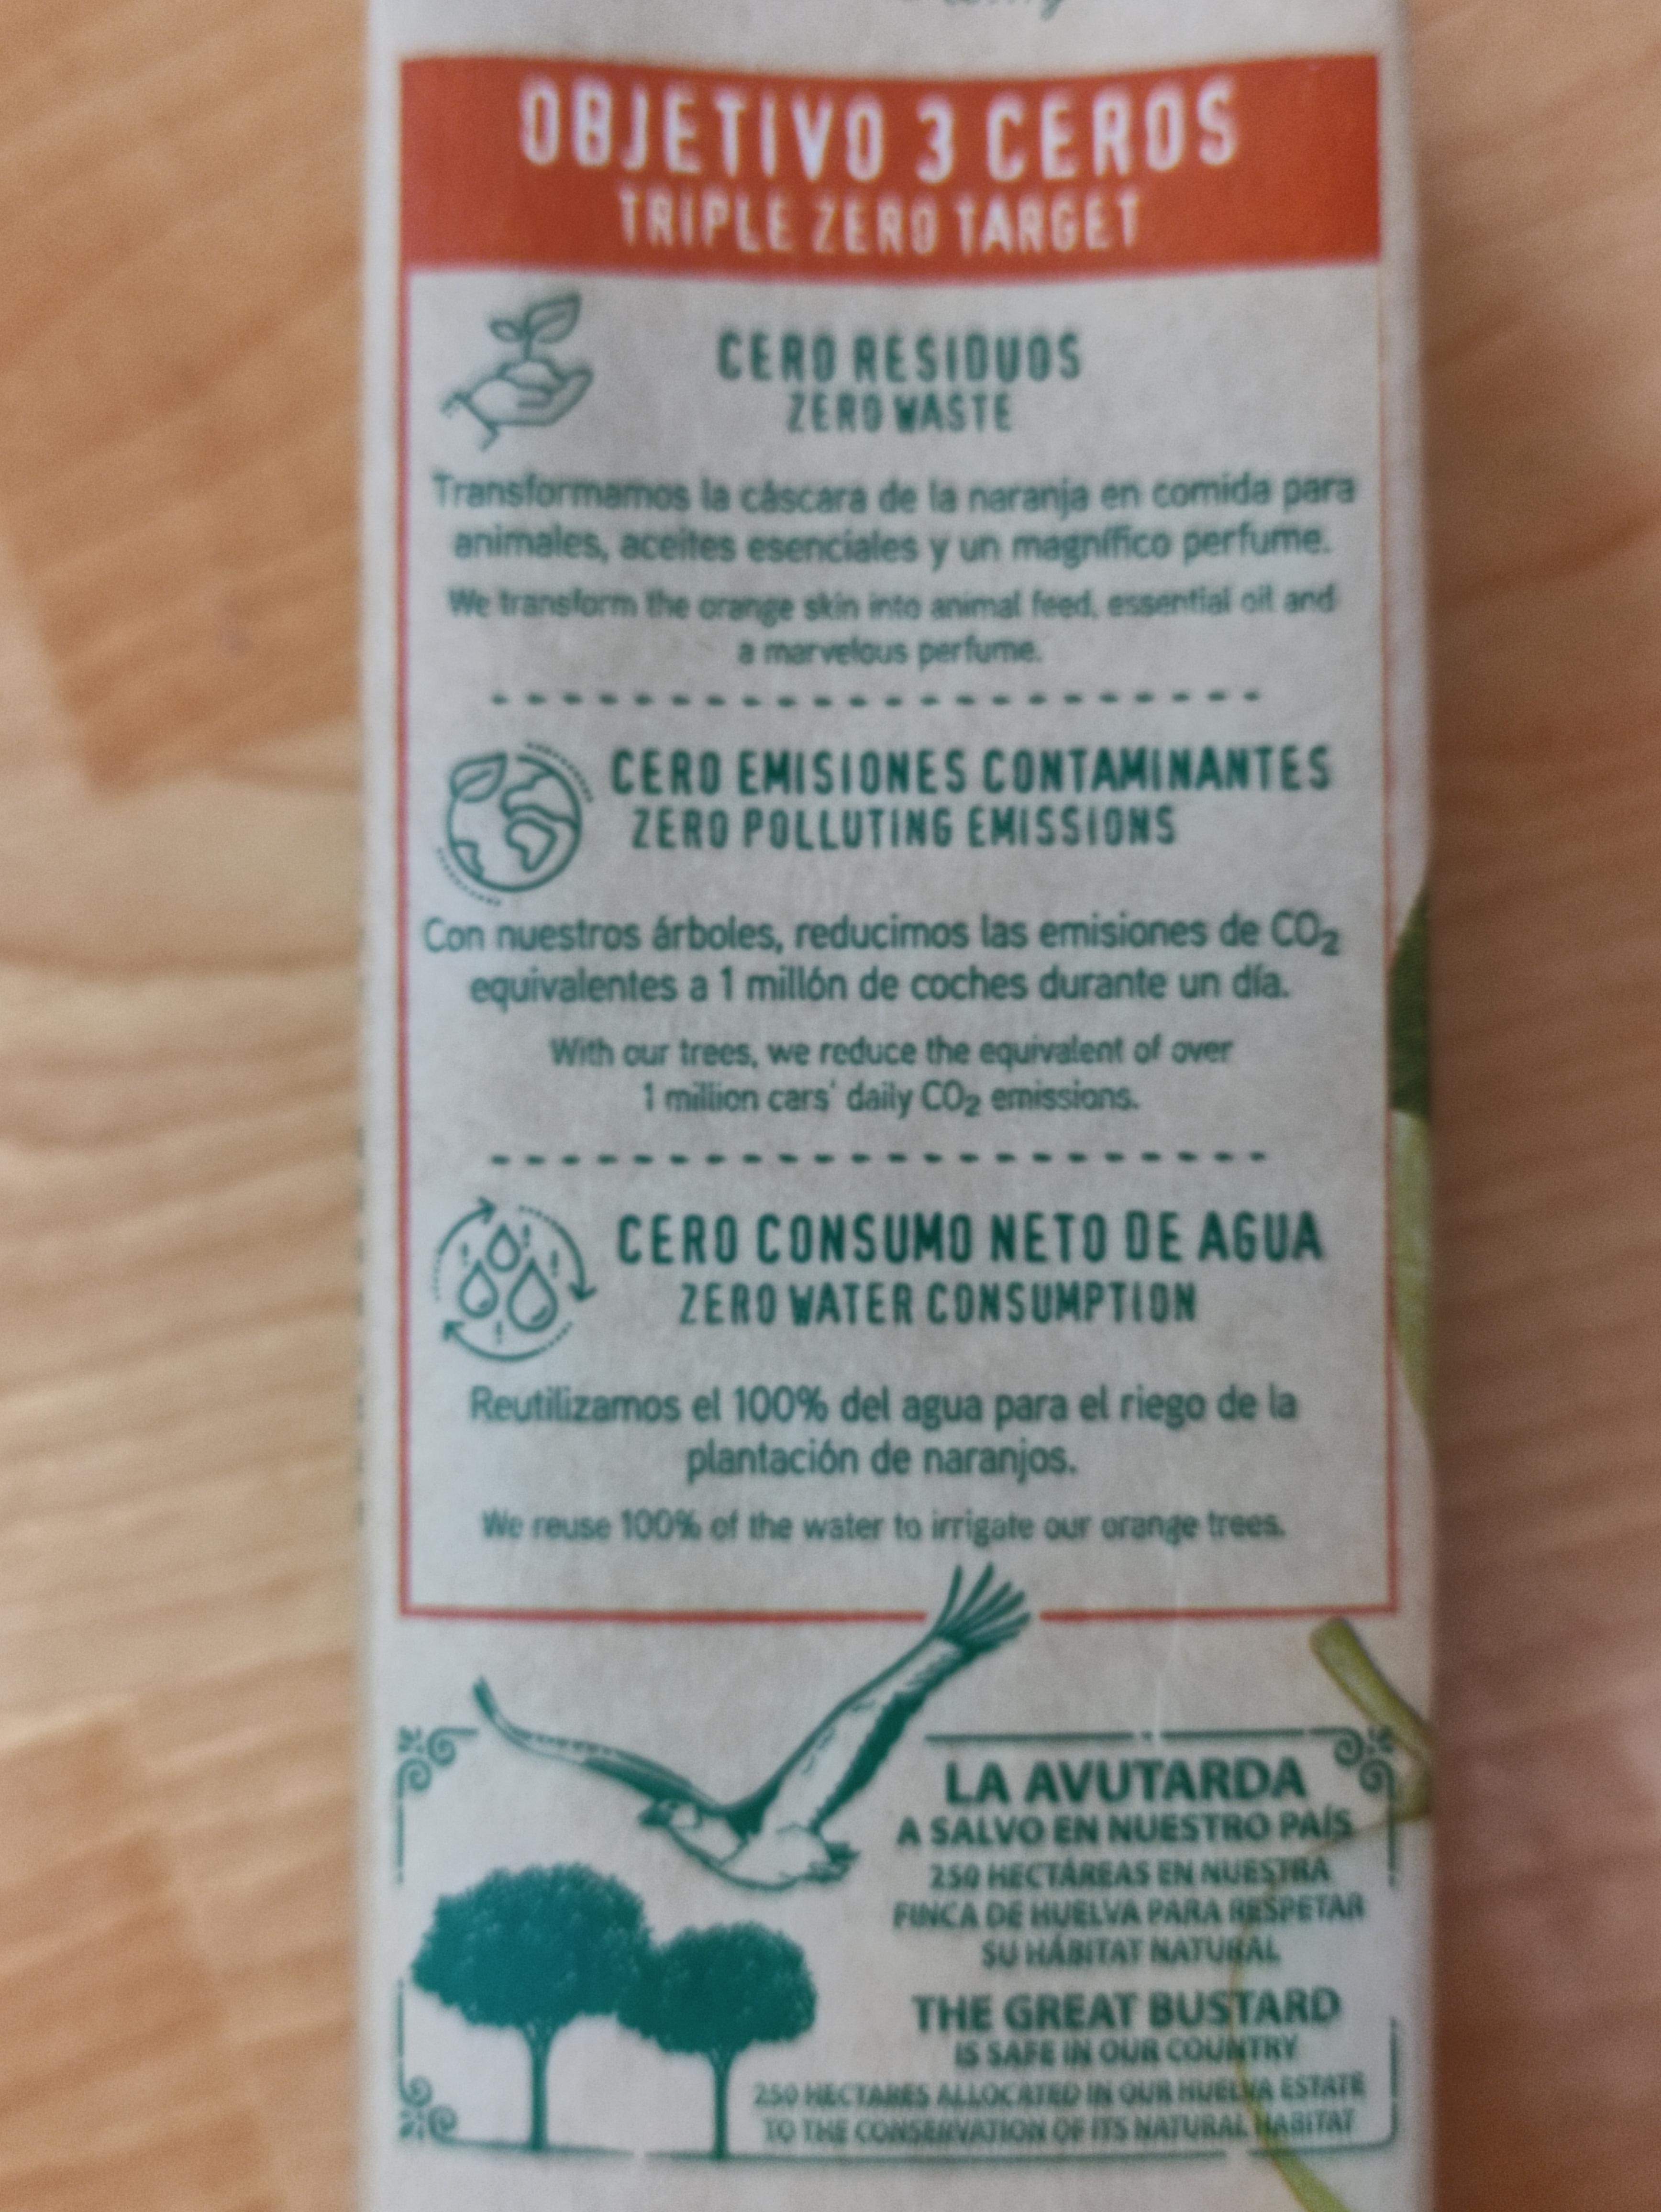 OBJETIVO 3 CEROS
TRIPLE ZERO TARGET
CERO RESIDUOS
ZERO WASTE
Transformamos la cáscara de la naranja en comida para
animales, aceites esenciales y un magnífico perfume.
We transform the orange skin into animal feed, essential oil and
a marvelous perfume.
CERO EMISIONES CONTAMINANTES
ZERO POLLUTING EMISSIONS
Con nuestros árboles, reducimos las emisiones de CO₂
equivalentes a 1 millón de coches durante un día.
With our trees, we reduce the equivalent of over
1 million cars' daily CO₂ emissions.
CERO CONSUMO NETO DE AGUA
ZERO WATER CONSUMPTION
Reutilizamos el 100% del agua para el riego de la
plantación de naranjos.
We reuse 100% of the water to irrigate our orange trees.
LA AVUTARDA
A SALVO EN NUESTRO PAÍS
250 HECTÁREAS EN NUESTRA
FINCA DE HUELVA PARA RESPETAR
SU HÁBITAT NATURAL
THE GREAT BUSTARD
IS SAFE IN OUR COUNTRY
250 HECTARES ALLOCATED IN OUR HUELVA ESTATE
TO THE CONSERVATION OF ITS NATURAL HABITAT